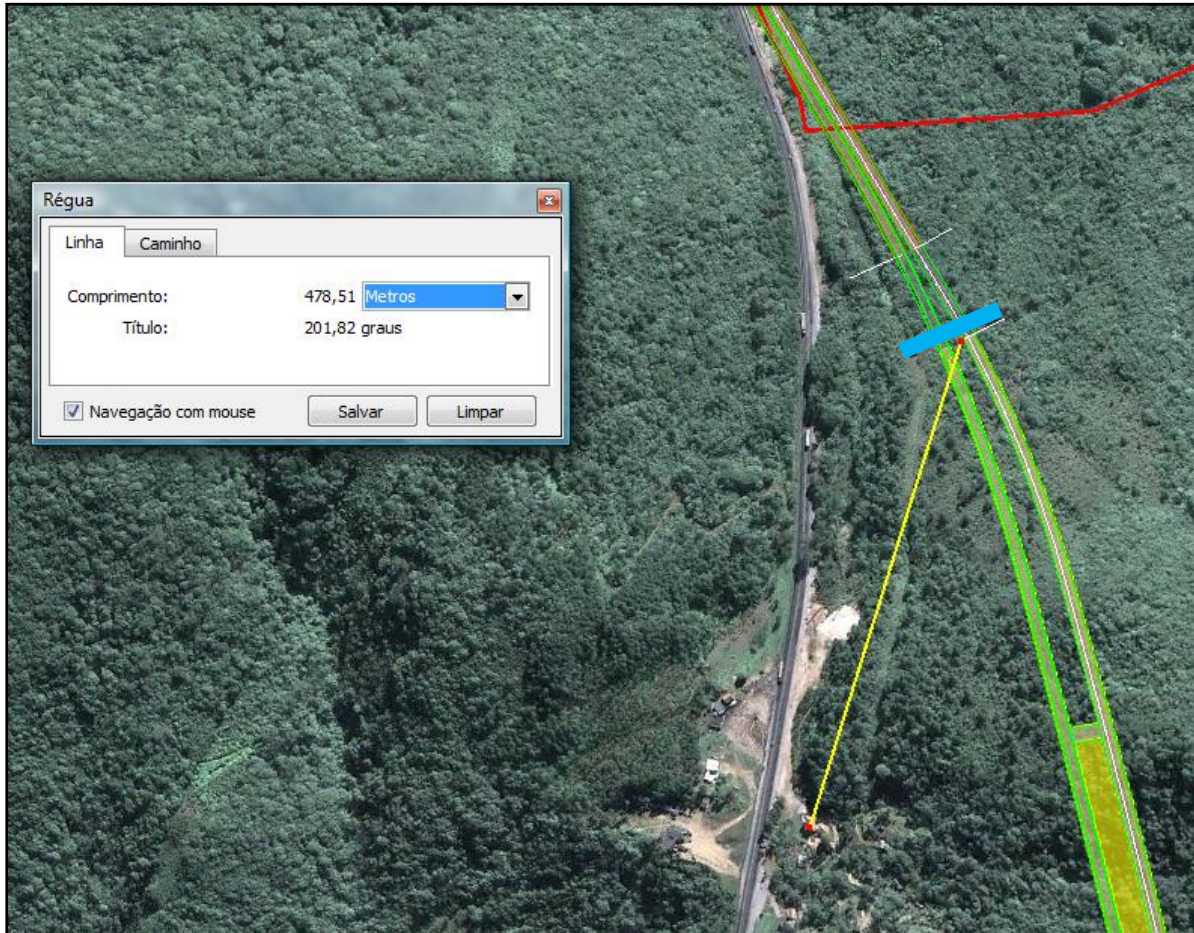 Régua
Linha Caminho
Comprimento: 478,51 Metros
Título: 201,82 graus
Navegação com mouse Salvar Limpar